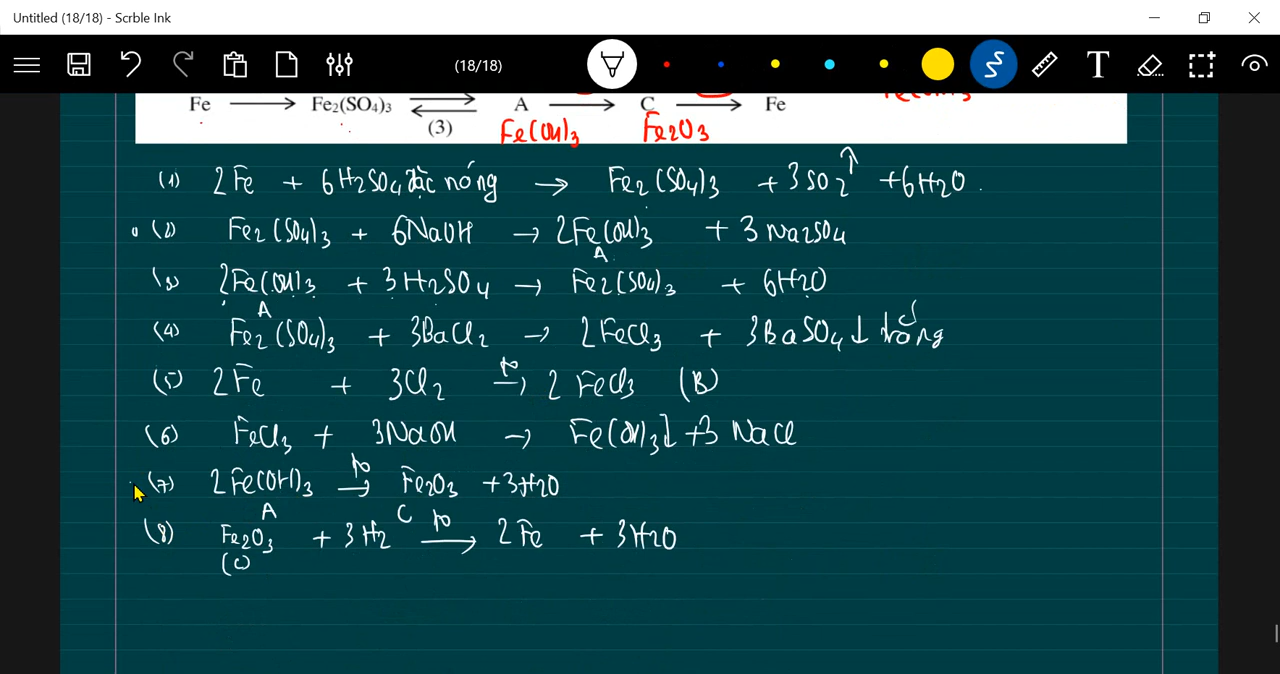 Untitled (18/18) - Scrble Ink
(18/18)
T
Fe ⟶ Fe₂(SO₄)₃ ⇌ A ⟶ C ⟶ Fe
(3) Fe(OH)₃ Fe₂O₃
(1) 2Fe + 6H₂SO₄ đặc nóng → Fe₂(SO₄)₃ + 3SO₂↑ + 6H₂O
(2) Fe₂(SO₄)₃ + 6NaOH → 2Fe(OH)₃ + 3Na₂SO₄
A
(3) 2Fe(OH)₃ + 3H₂SO₄ → Fe₂(SO₄)₃ + 6H₂O
A
(4) Fe₂(SO₄)₃ + 3BaCl₂ → 2FeCl₃ + 3BaSO₄↓ trắng
(5) 2Fe + 3Cl₂ –t°→ 2FeCl₃ (B)
(6) FeCl₃ + 3NaOH → Fe(OH)₃↓ + 3NaCl
(7) 2Fe(OH)₃ –t°→ Fe₂O₃ + 3H₂O
A C
(8) Fe₂O₃ + 3H₂ –t°→ 2Fe + 3H₂O
(C)